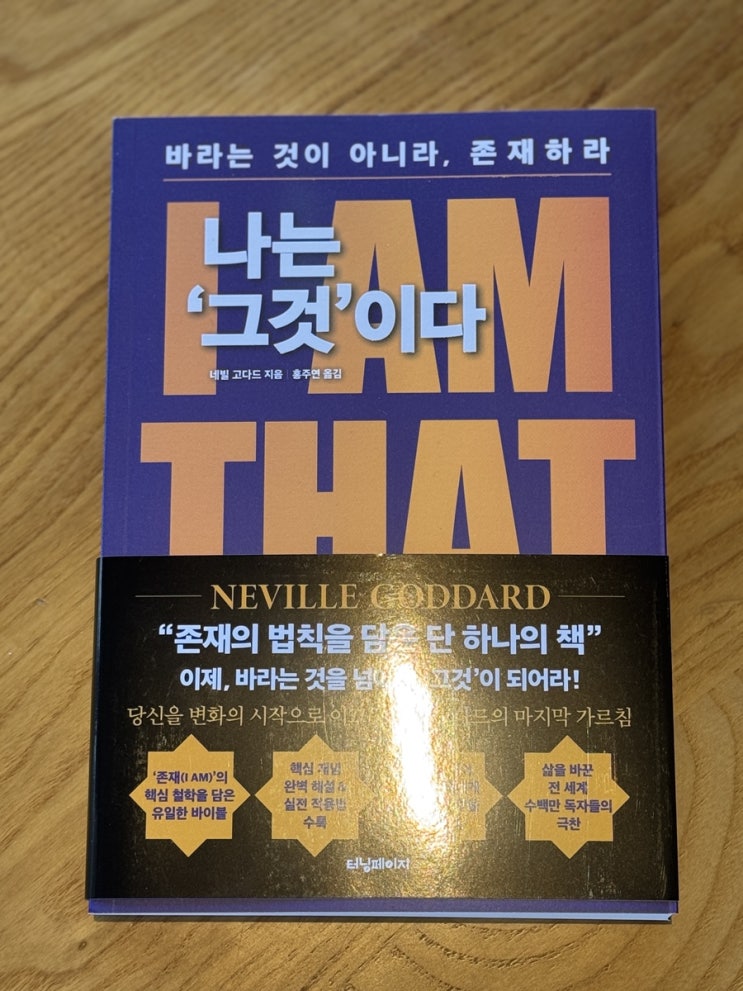 바라는 것이 아니라, 존재하라
I AM
나는
‘그것’이다
네빌 고다드 지음 | 홍주연 옮김
THAT
NEVILLE GODDARD
“존재의 법칙을 담은 단 하나의 책”
이제, 바라는 것을 그것’이 되어라!
당신을 변화의 시작으로 마지막 가르침
‘존재(I AM)’의
핵심 철학을 담은
유일한 바이블
핵심 개념
완벽 해설 &
실전 적용법
수록
삶을 바꾼
전 세계
수백만 독자들의
극찬
터닝페이지